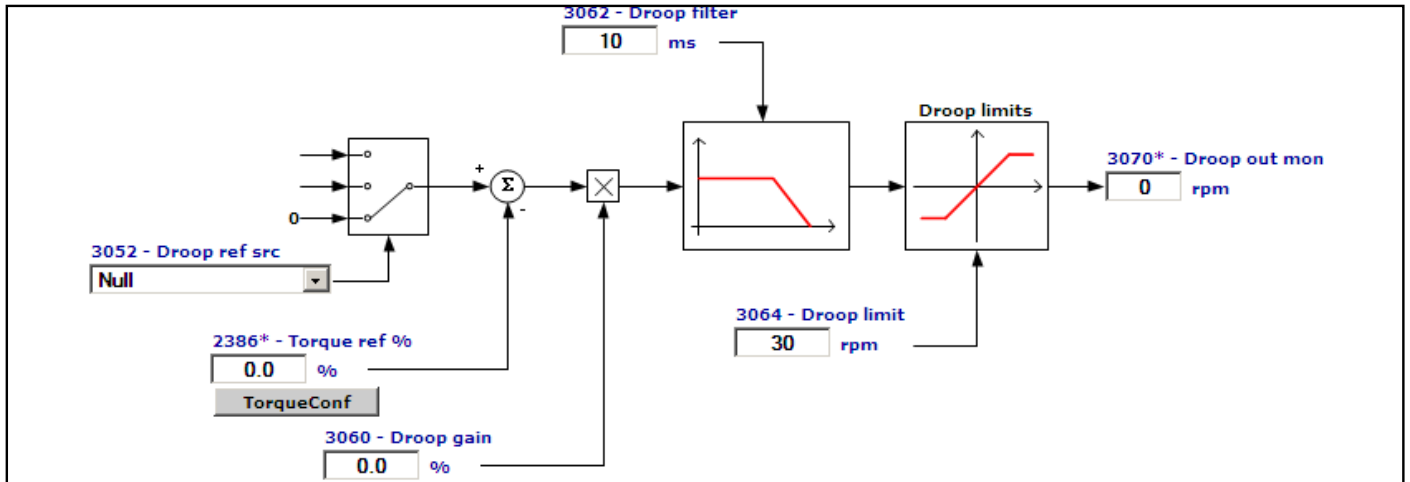 3062 - Droop filter
10 ms
Droop limits
3070* - Droop out mon
0 rpm
+
Σ
-
0
3052 - Droop ref src
Null
3064 - Droop limit
30 rpm
2386* - Torque ref %
0.0 %
TorqueConf
3060 - Droop gain
0.0 %